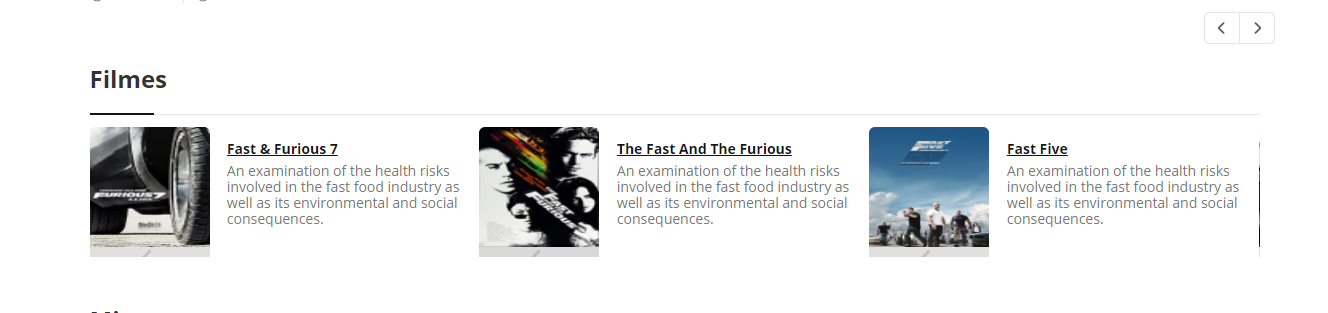 Filmes
Fast & Furious 7
An examination of the health risks
involved in the fast food industry as
well as its environmental and social
consequences.
FURIOUS 7
The Fast And The Furious
An examination of the health risks
involved in the fast food industry as
well as its environmental and social
consequences.
Fast Five
An examination of the health risks
involved in the fast food industry as
well as its environmental and social
consequences.